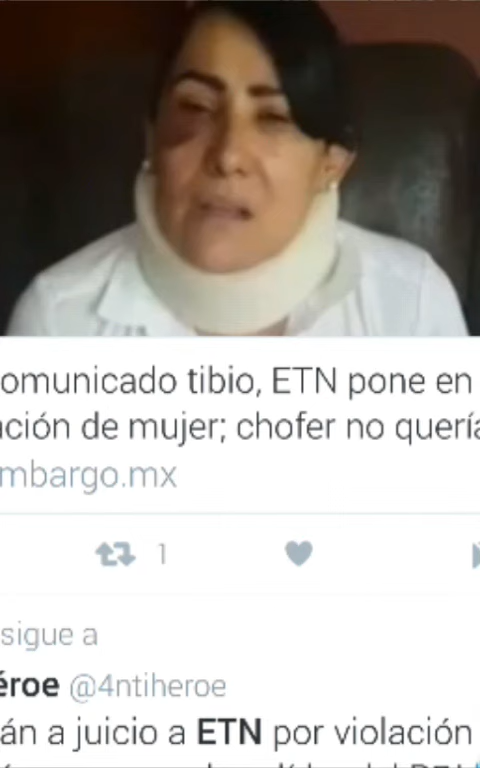 omunicado tibio, ETN pone en
ción de mujer; chofer no quería
mbargo.mx
1
sigue a
éroe @4ntiheroe
án a juicio a ETN por violación